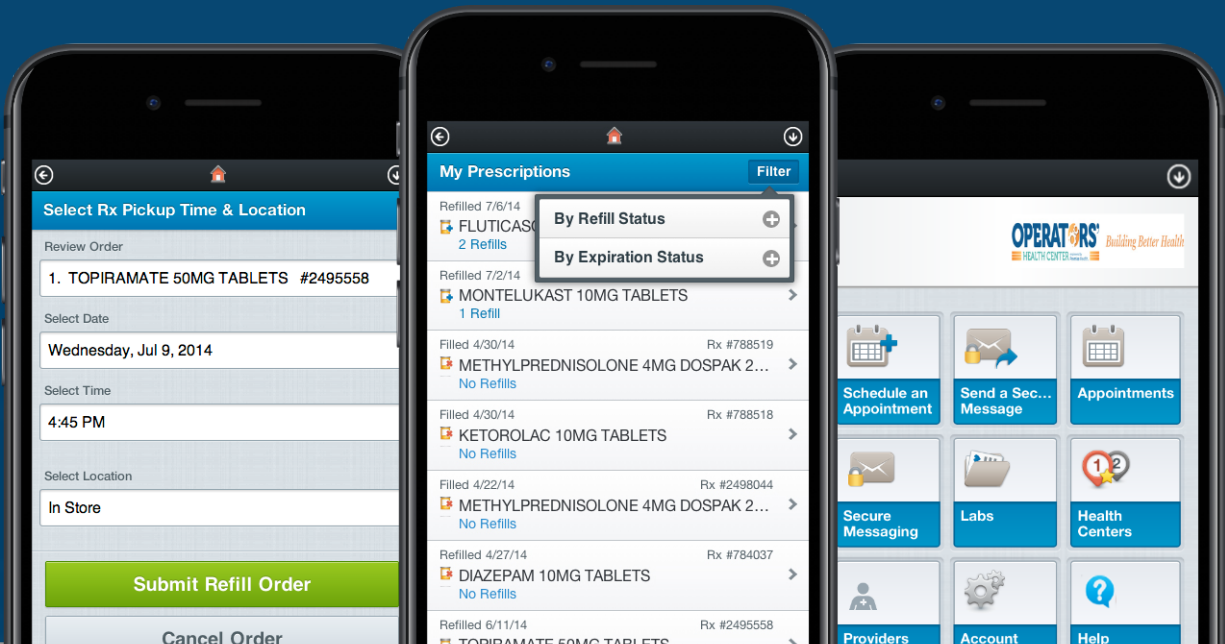 Select Rx Pickup Time & Location
Review Order
1. TOPIRAMATE 50MG TABLETS #2495558
Select Date
Wednesday, Jul 9, 2014
Select Time
4:45 PM
Select Location
In Store
Submit Refill Order
Cancel Order
My Prescriptions
Filter
By Refill Status
By Expiration Status
Refilled 7/6/14
2 Refills
Refilled 7/2/14
MONTELUKAST 10MG TABLETS
1 Refill
Filled 4/30/14 Rx #788519
METHYLPREDNISOLONE 4MG DOSPAK 2...
No Refills
Filled 4/30/14 Rx #788518
KETOROLAC 10MG TABLETS
No Refills
Filled 4/22/14 Rx #2498044
METHYLPREDNISOLONE 4MG DOSPAK 2...
No Refills
Refilled 4/27/14 Rx #784037
DIAZEPAM 10MG TABLETS
No Refills
Refilled 6/11/14 Rx #2495558
TOPIRAMATE 50MG TABLETS
OPERATORS'
HEALTH CENTER
Building Better Health
Schedule an
Appointment
Send a Sec...
Message
Appointments
Secure
Messaging
Labs
1 2
Health
Centers
Providers
Account
Help